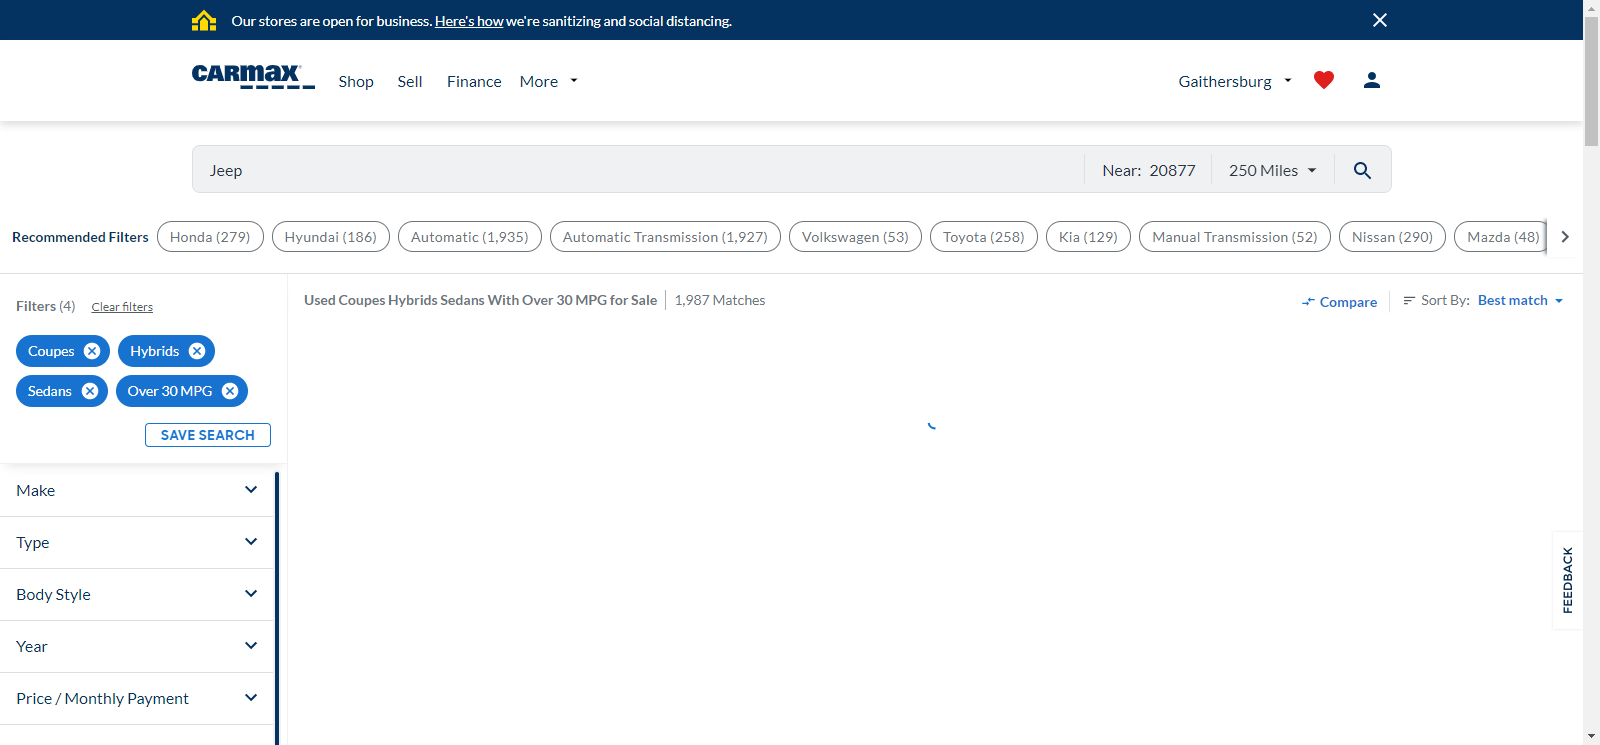 Our stores are open for business. Here's how we're sanitizing and social distancing.
CARMAX Shop Sell Finance More Gaithersburg
Jeep Near: 20877 250 Miles
Recommended Filters Honda (279) Hyundai (186) Automatic (1,935) Automatic Transmission (1,927) Volkswagen (53) Toyota (258) Kia (129) Manual Transmission (52) Nissan (290) Mazda (48)
Filters (4) Clear filters
Used Coupes Hybrids Sedans With Over 30 MPG for Sale 1,987 Matches Compare Sort By: Best match
Coupes Hybrids
Sedans Over 30 MPG
SAVE SEARCH
Make
Type
Body Style
Year
Price / Monthly Payment
FEEDBACK